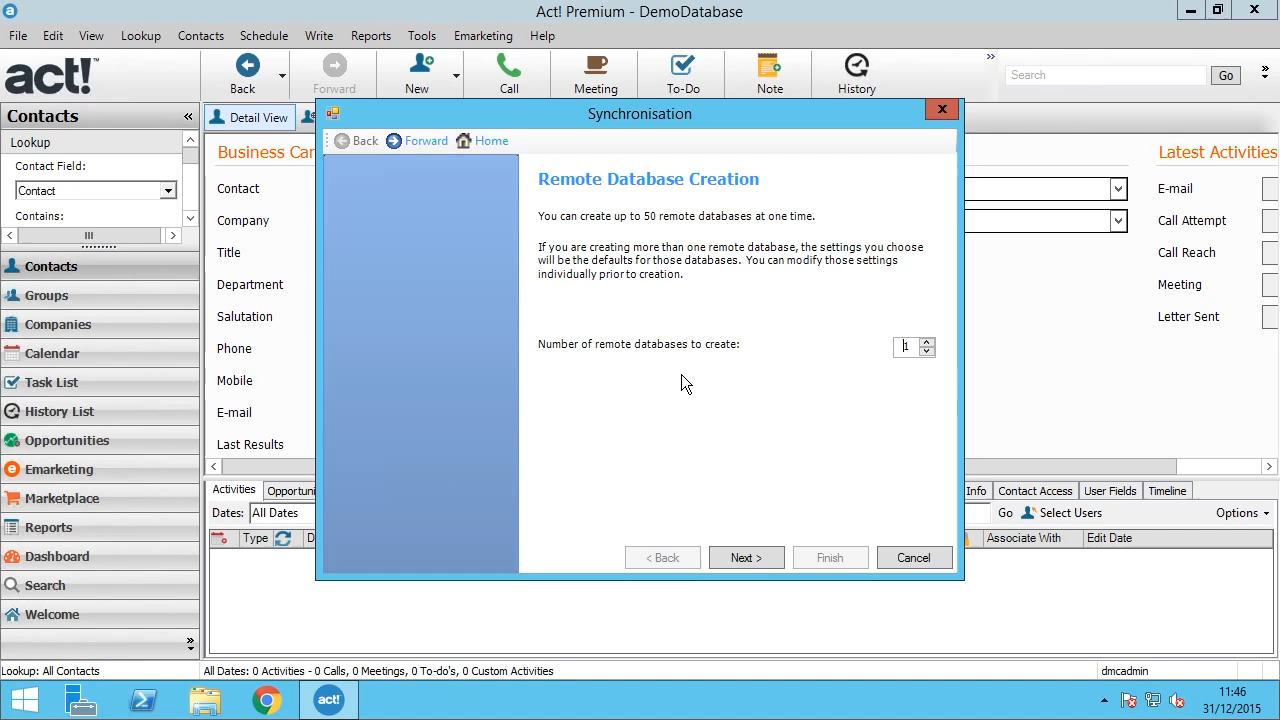 Act! Premium - DemoDatabase
File Edit View Lookup Contacts Schedule Write Reports Tools Emarketing Help
act!
Back Forward New Call Meeting To-Do Note History » Search Go
Contacts «
Detail View
Synchronisation
Lookup
Contact Field:
Contact
Contains:
Contacts
Groups
Companies
Calendar
Task List
History List
Opportunities
Emarketing
Marketplace
Reports
Dashboard
Search
Welcome
Business Car
Contact
Company
Title
Department
Salutation
Phone
Mobile
E-mail
Last Results
Back Forward Home
Remote Database Creation
You can create up to 50 remote databases at one time.
If you are creating more than one remote database, the settings you choose
will be the defaults for those databases. You can modify those settings
individually prior to creation.
Number of remote databases to create: 1
< Back Next > Finish Cancel
Latest Activities
E-mail
Call Attempt
Call Reach
Meeting
Letter Sent
Activities Opportuni Info Contact Access User Fields Timeline
Dates: All Dates Go Select Users Options
Type D Associate With Edit Date
Lookup: All Contacts All Dates: 0 Activities - 0 Calls, 0 Meetings, 0 To-do's, 0 Custom Activities dmcadmin
act!
11:46
31/12/2015